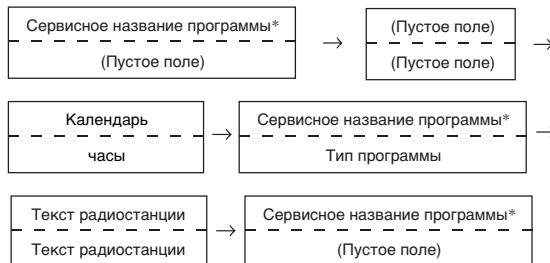 Сервисное название программы*
(Пустое поле)
(Пустое поле)
(Пустое поле)
Календарь
часы
Сервисное название программы*
Тип программы
Текст радиостанции
Текст радиостанции
Сервисное название программы*
(Пустое поле)